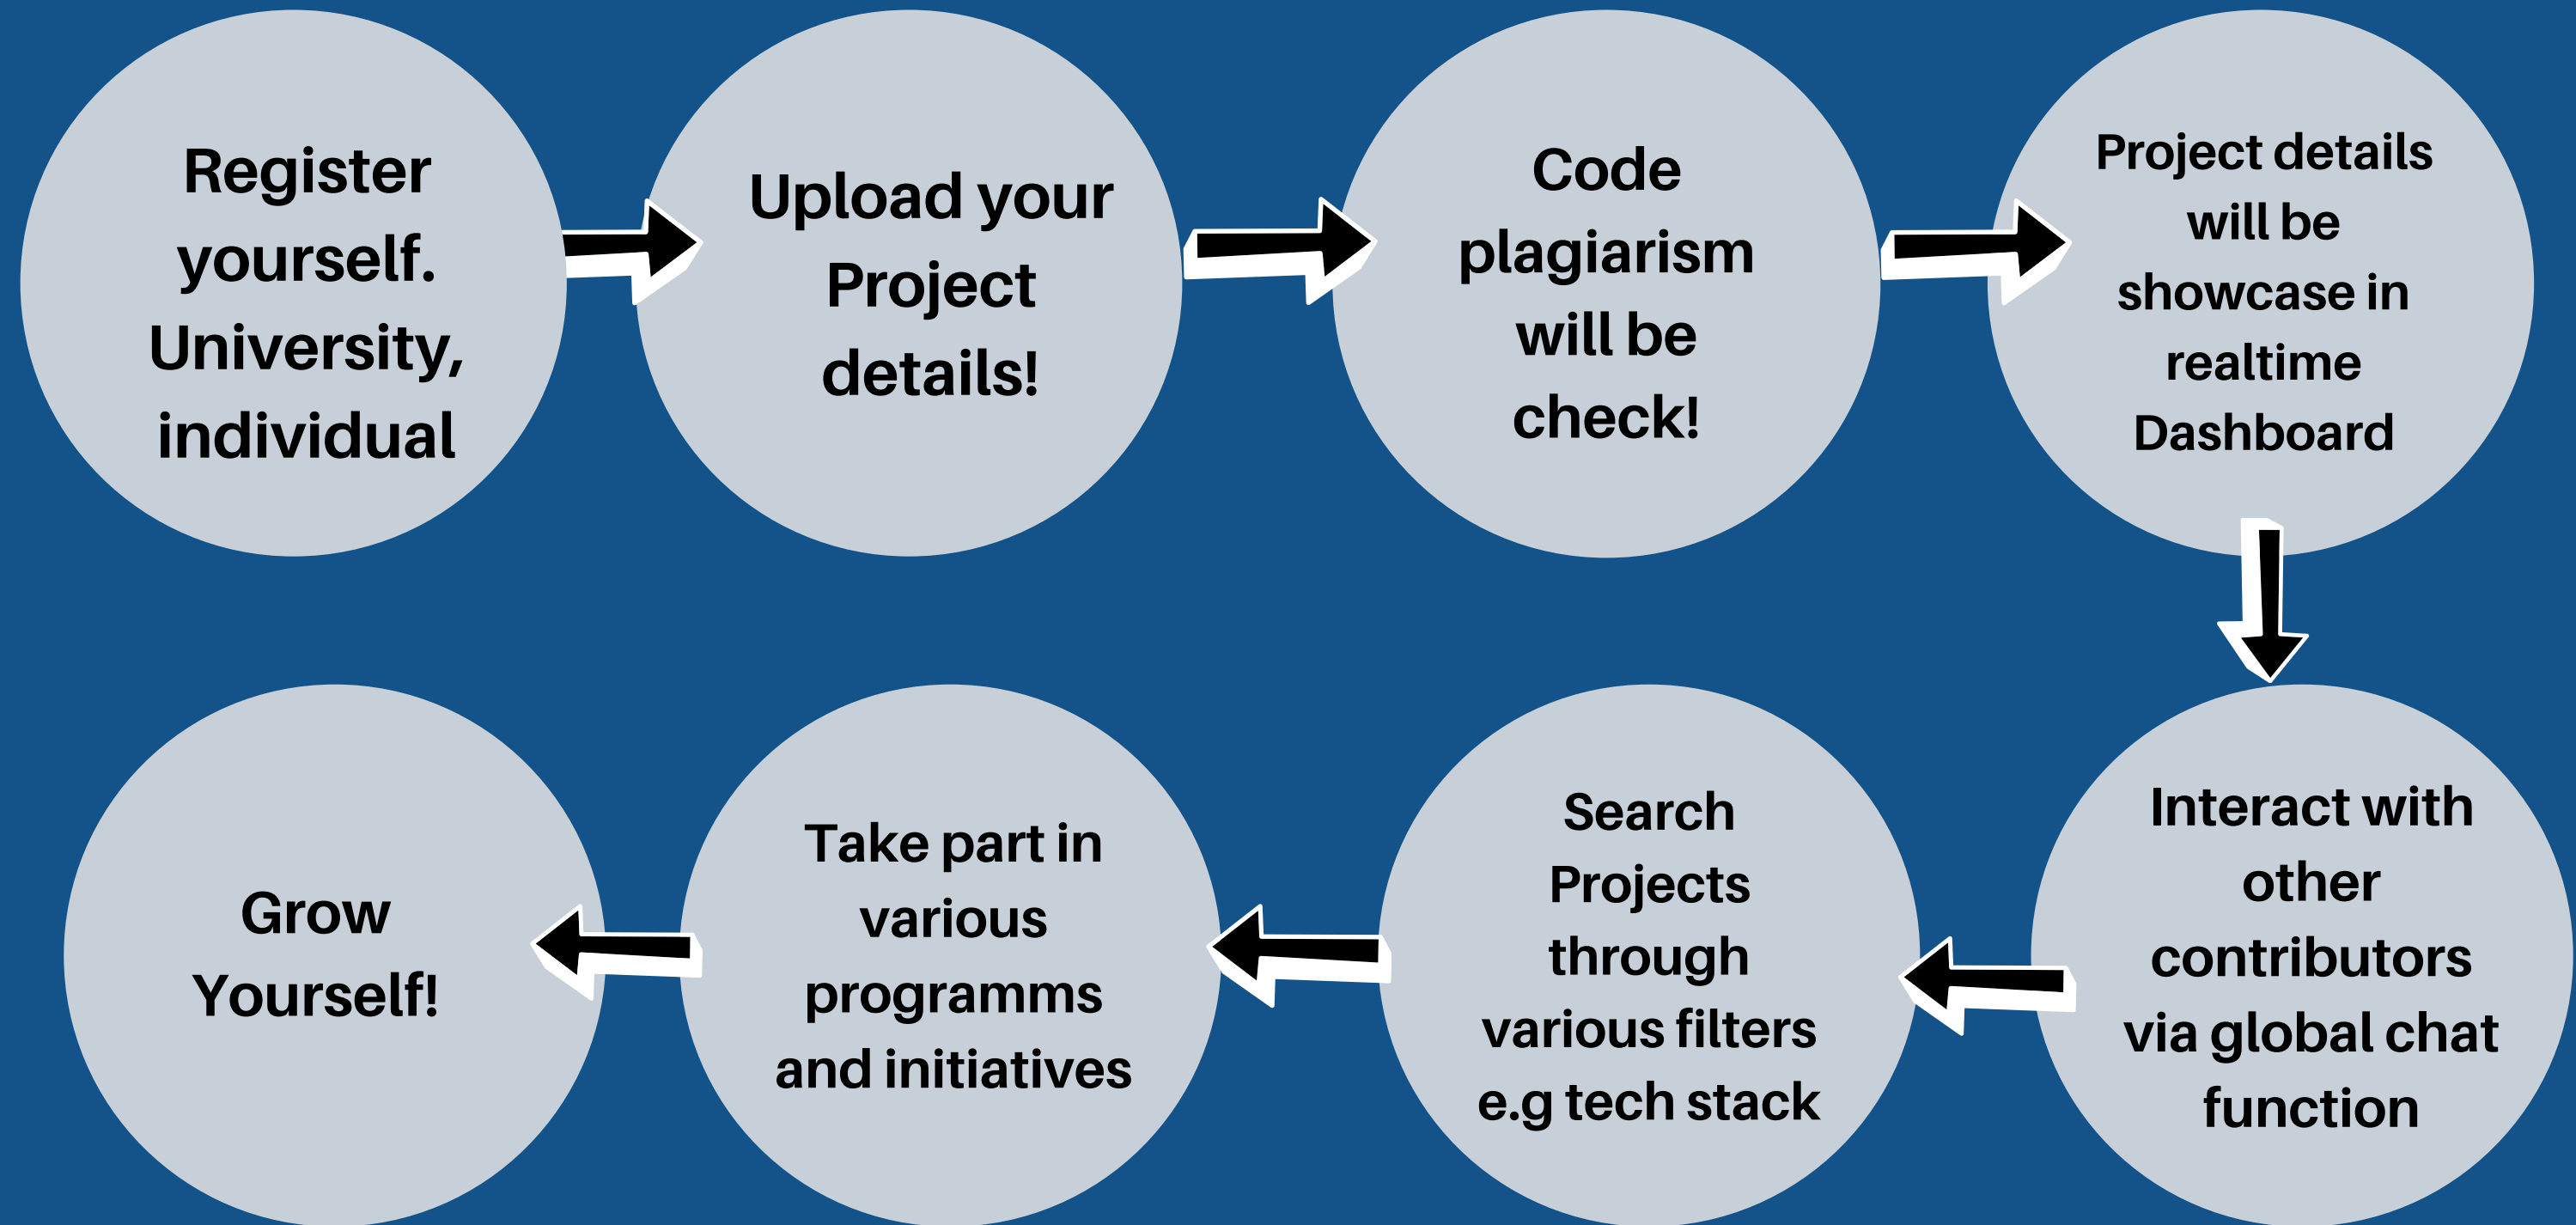 Register
yourself.
University,
individual
Upload your
Project
details!
Code
plagiarism
will be
check!
Project details
will be
showcase in
realtime
Dashboard
Interact with
other
contributors
via global chat
function
Search
Projects
through
various filters
e.g tech stack
Take part in
various
programms
and initiatives
Grow
Yourself!